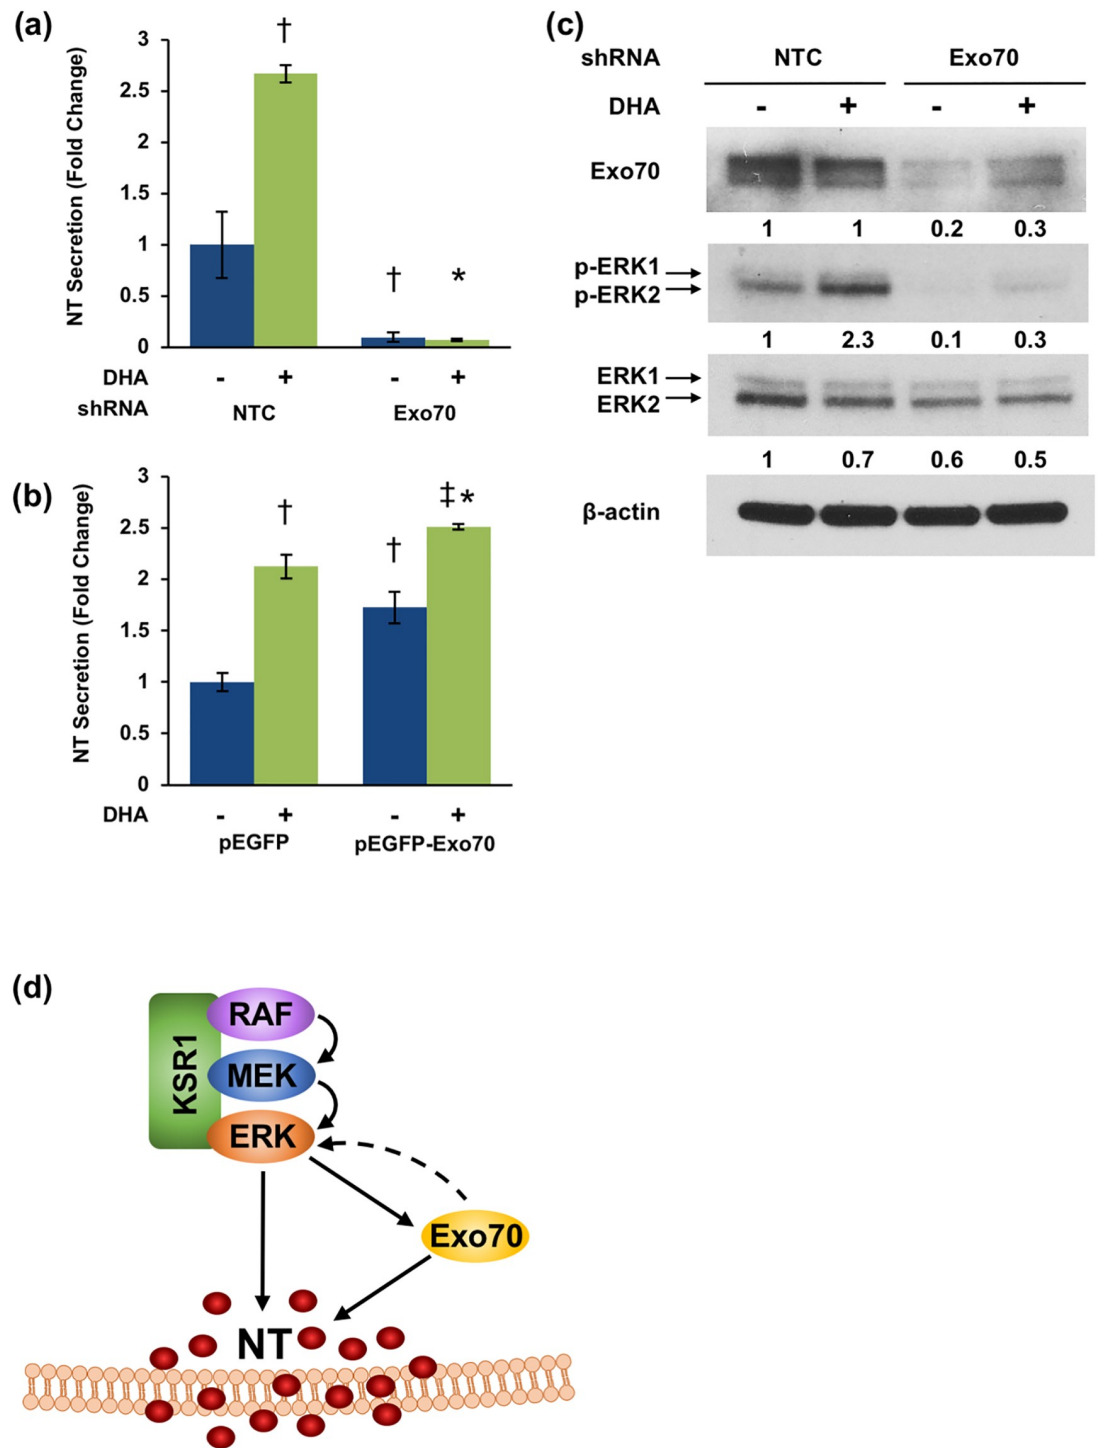 (a)
NT Secretion (Fold Change)
3
2.5
2
1.5
1
0.5
0
†
† *
DHA - + - +
shRNA NTC Exo70
(b)
NT Secretion (Fold Change)
3
2.5
2
1.5
1
0.5
0
†
†
‡*
DHA - + - +
pEGFP pEGFP-Exo70
(c)
shRNA NTC Exo70
DHA - + - +
Exo70
1 1 0.2 0.3
p-ERK1
p-ERK2
1 2.3 0.1 0.3
ERK1
ERK2
1 0.7 0.6 0.5
β-actin
(d)
KSR1
RAF
MEK
ERK
Exo70
NT